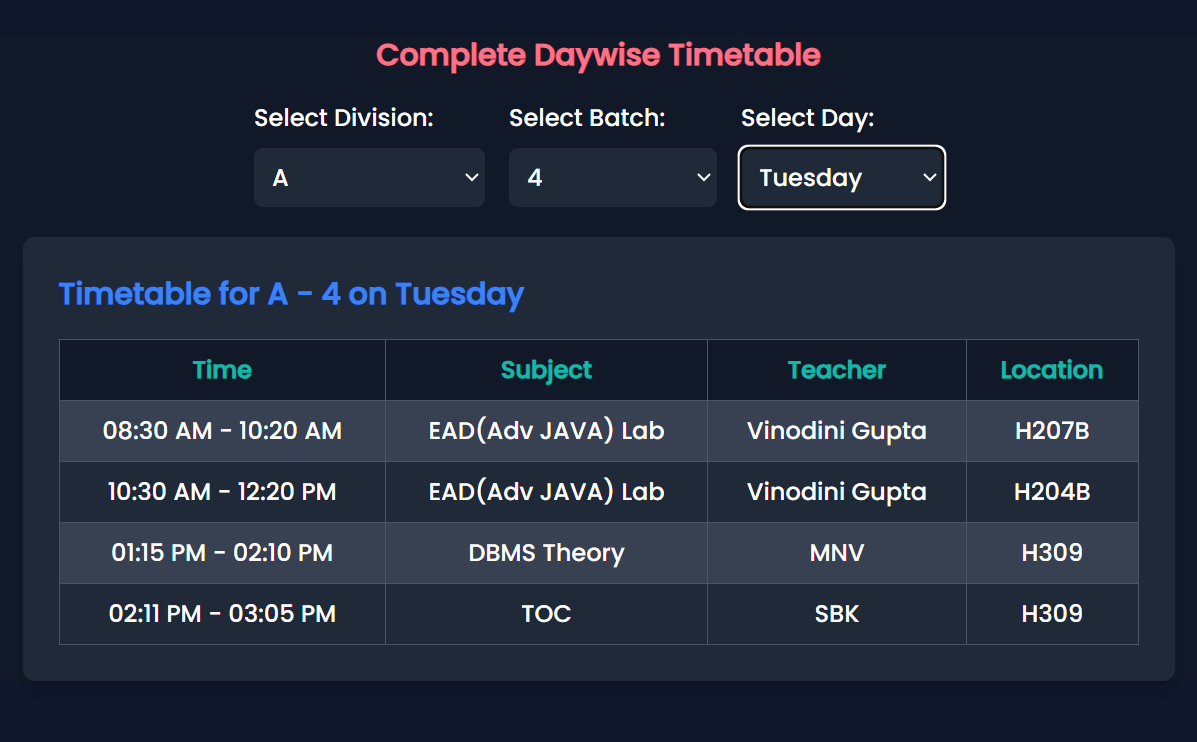 Complete Daywise Timetable
Select Division: Select Batch: Select Day:
A 4 Tuesday
Timetable for A - 4 on Tuesday
Time Subject Teacher Location
08:30 AM - 10:20 AM EAD(Adv JAVA) Lab Vinodini Gupta H207B
10:30 AM - 12:20 PM EAD(Adv JAVA) Lab Vinodini Gupta H204B
01:15 PM - 02:10 PM DBMS Theory MNV H309
02:11 PM - 03:05 PM TOC SBK H309